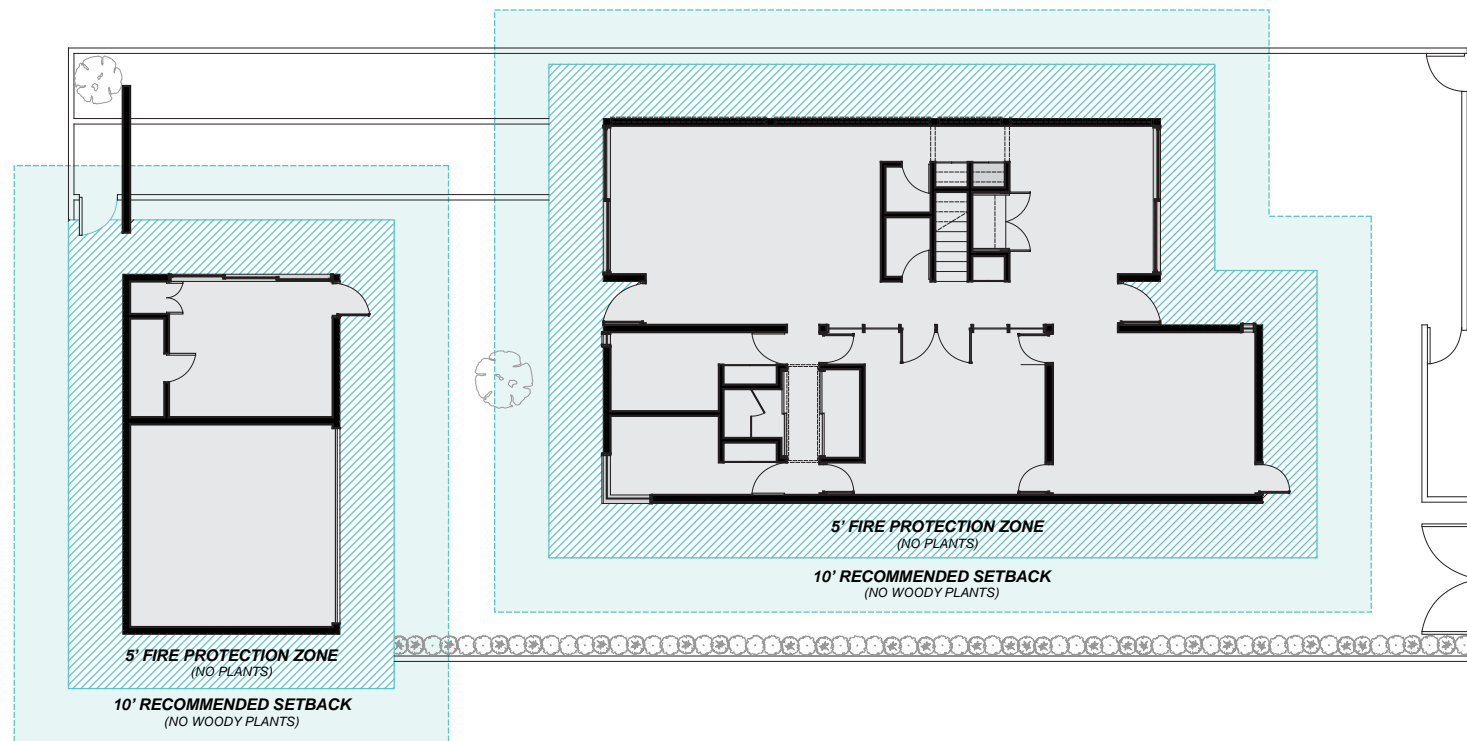 5’ FIRE PROTECTION ZONE
(NO PLANTS)
10’ RECOMMENDED SETBACK
(NO WOODY PLANTS)
5’ FIRE PROTECTION ZONE
(NO PLANTS)
10’ RECOMMENDED SETBACK
(NO WOODY PLANTS)